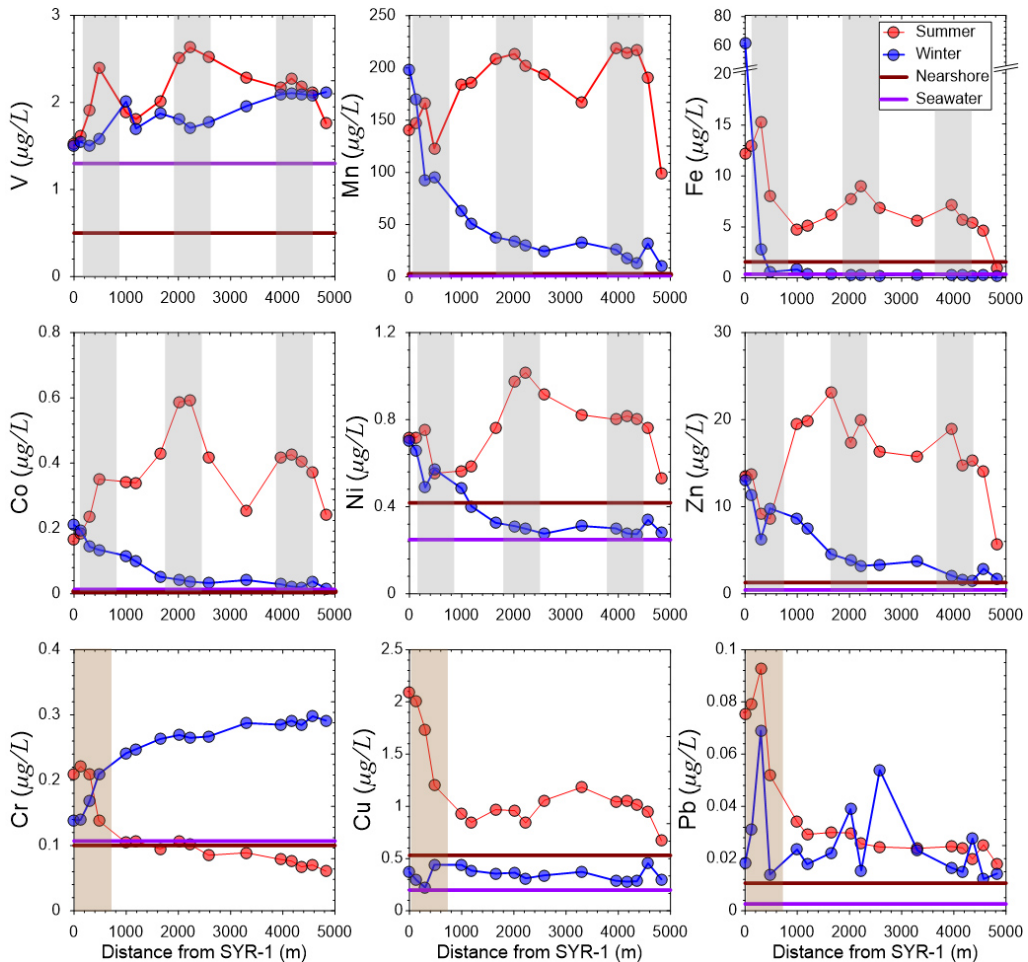 V (µg/L)
3
2
1
0
0 1000 2000 3000 4000 5000
Mn (µg/L)
250
200
150
100
50
0
0 1000 2000 3000 4000 5000
Fe (µg/L)
80
60
20
15
10
5
0
0 1000 2000 3000 4000 5000
Summer
Winter
Nearshore
Seawater
Co (µg/L)
0.8
0.6
0.4
0.2
0
0 1000 2000 3000 4000 5000
Ni (µg/L)
1.2
0.8
0.4
0
0 1000 2000 3000 4000 5000
Zn (µg/L)
30
20
10
0
0 1000 2000 3000 4000 5000
Cr (µg/L)
0.4
0.3
0.2
0.1
0
0 1000 2000 3000 4000 5000
Distance from SYR-1 (m)
Cu (µg/L)
2.5
2
1.5
1
0.5
0
0 1000 2000 3000 4000 5000
Distance from SYR-1 (m)
Pb (µg/L)
0.1
0.08
0.06
0.04
0.02
0
0 1000 2000 3000 4000 5000
Distance from SYR-1 (m)